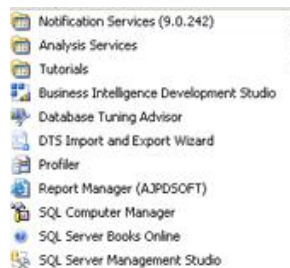 Notification Services (9.0.242)
Analysis Services
Tutorials
Business Intelligence Development Studio
Database Tuning Advisor
DTS Import and Export Wizard
Profiler
Report Manager (AJPDSOFT)
SQL Computer Manager
SQL Server Books Online
SQL Server Management Studio